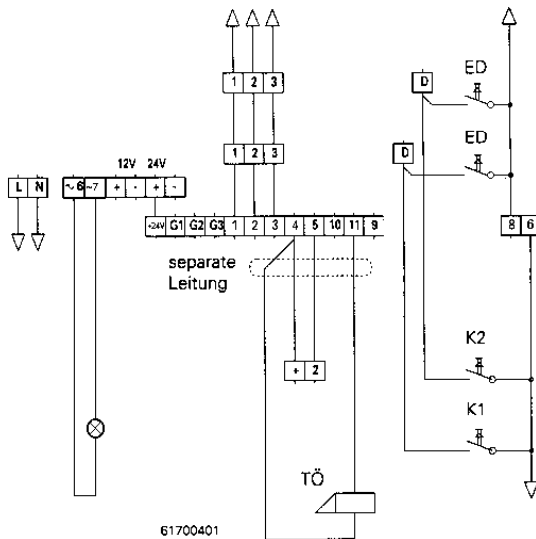 1 2 3
D
ED
1 2 3
D
ED
12V 24V
L N
~6 ~7 + - + -
+24V G1 G2 G3 1 2 3 4 5 10 11 9
8 6
separate
Leitung
+ 2
K2
K1
TÖ
61700401